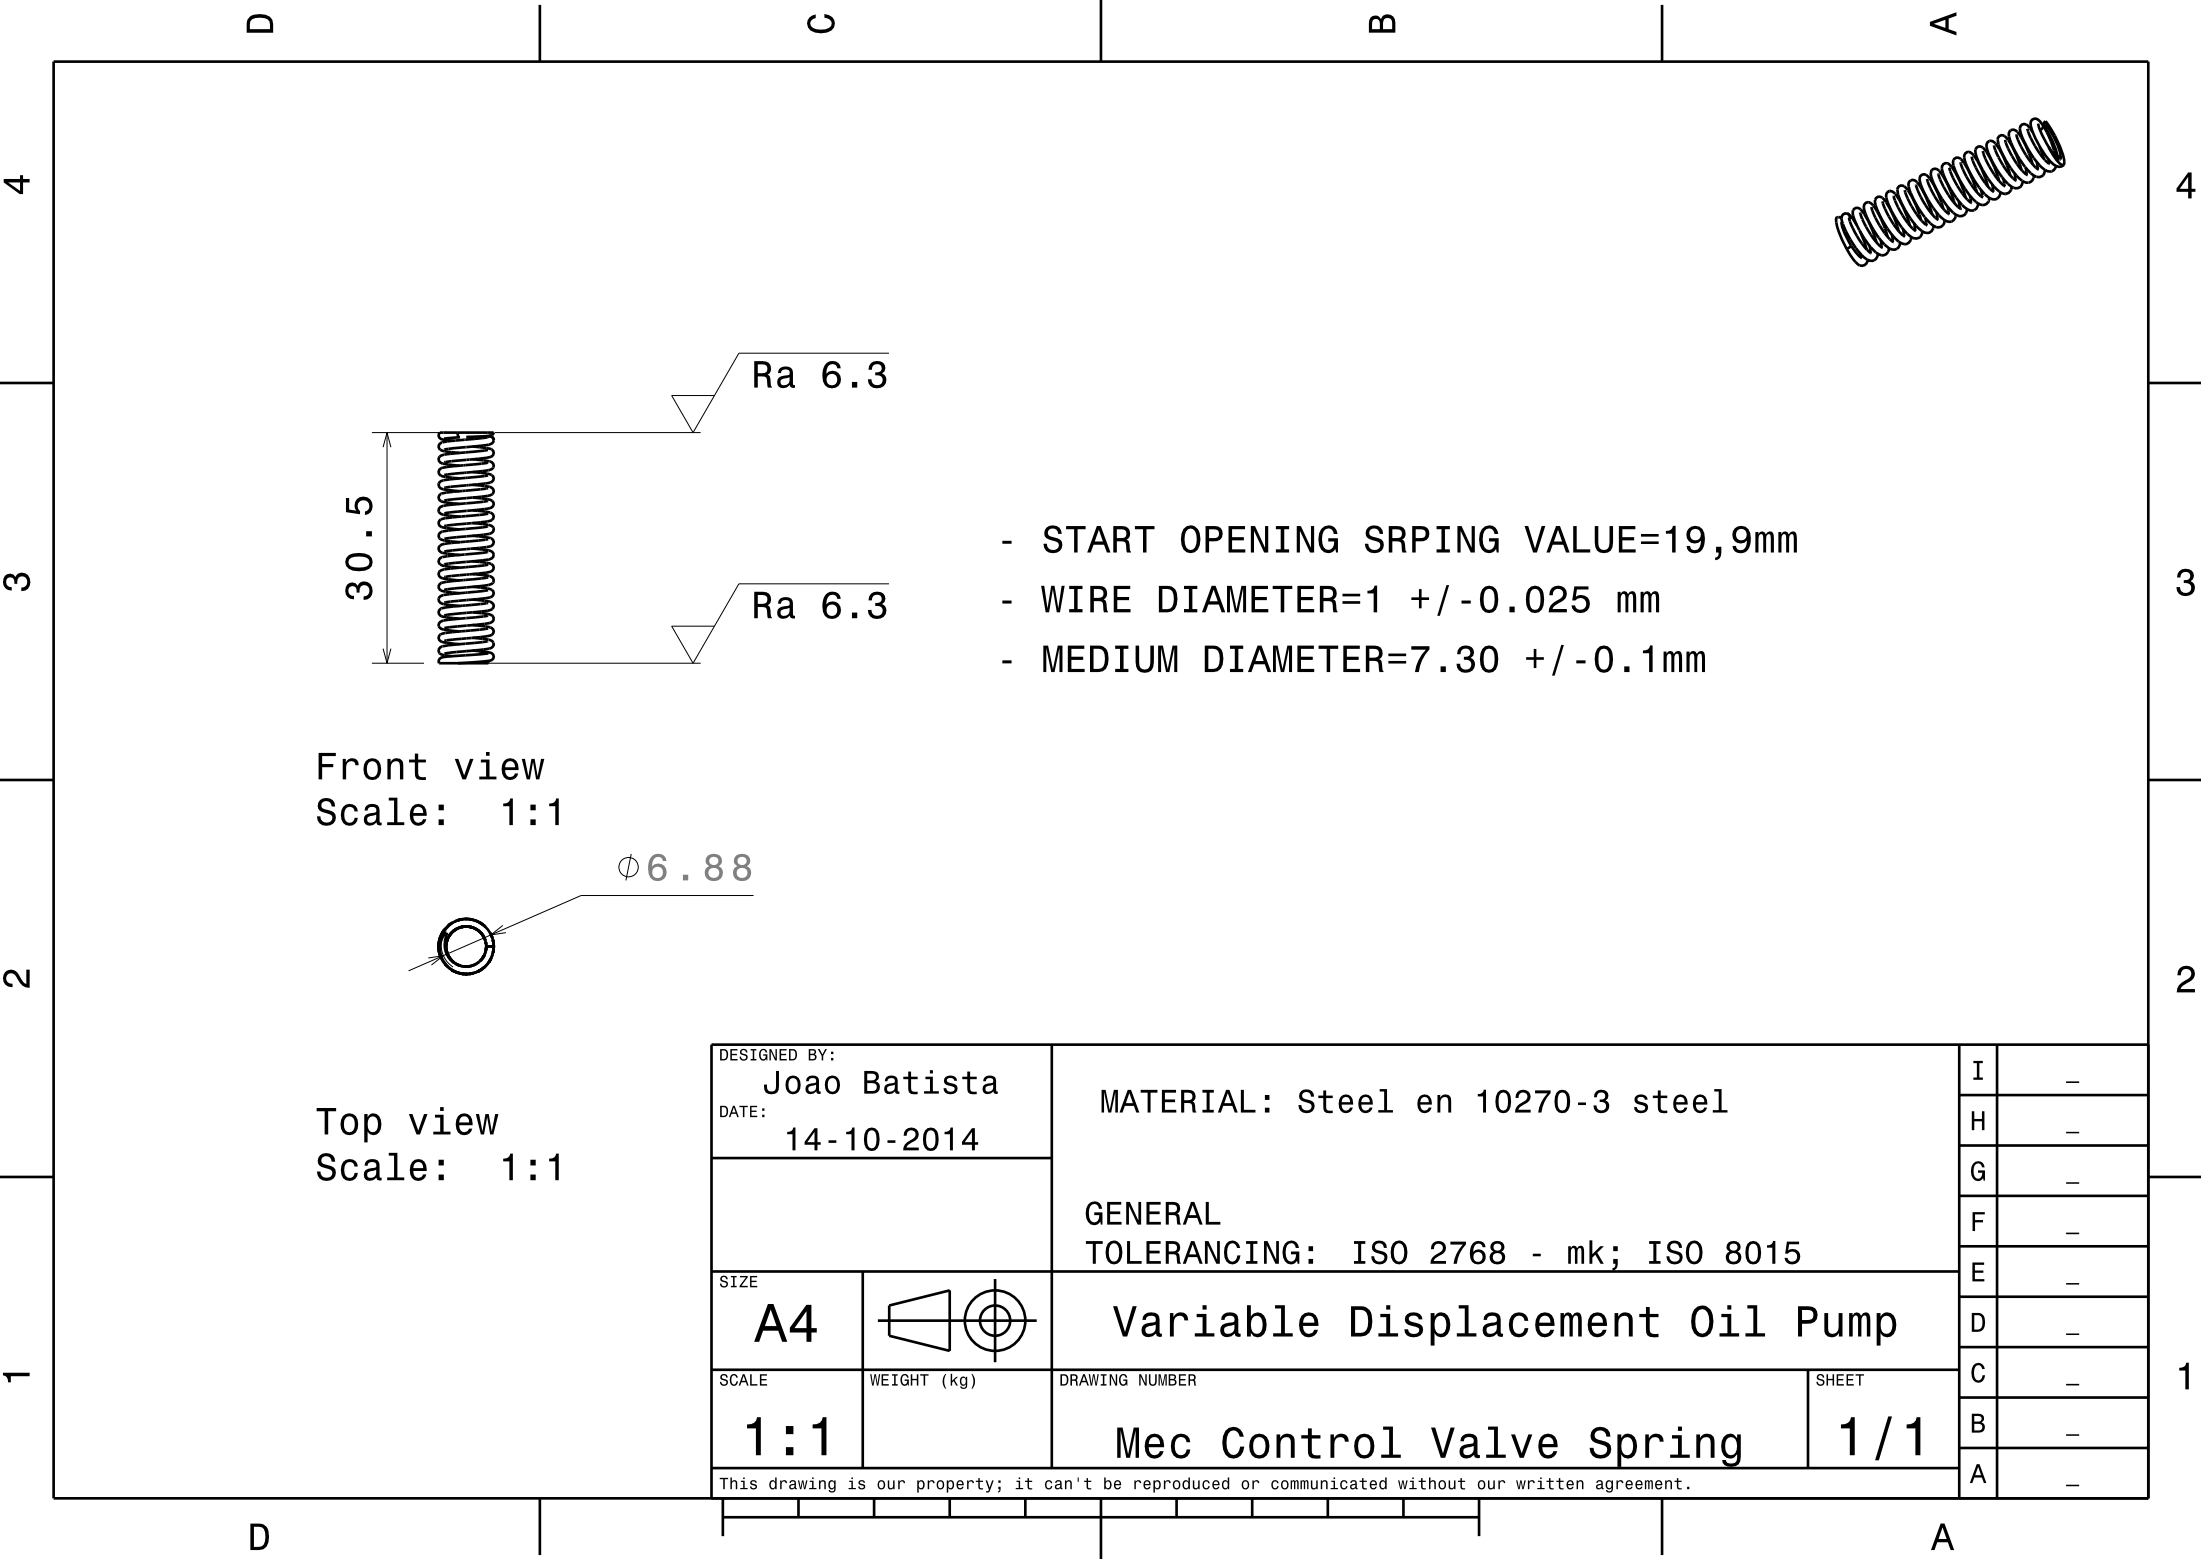 D C B A
4 4
Ra 6.3
30.5
Ra 6.3
3 3
- START OPENING SRPING VALUE=19,9mm
- WIRE DIAMETER=1 +/-0.025 mm
- MEDIUM DIAMETER=7.30 +/-0.1mm
Front view
Scale: 1:1
∅6.88
2 2
Top view
Scale: 1:1
DESIGNED BY:
Joao Batista
DATE:
14-10-2014
MATERIAL: Steel en 10270-3 steel
GENERAL
TOLERANCING: ISO 2768 - mk; ISO 8015
SIZE
A4
Variable Displacement Oil Pump
SCALE
1:1
WEIGHT (kg)
DRAWING NUMBER
Mec Control Valve Spring
SHEET
1/1
This drawing is our property; it can't be reproduced or communicated without our written agreement.
I _
H _
G _
F _
E _
D _
C _
B _
A _
1 1
D A